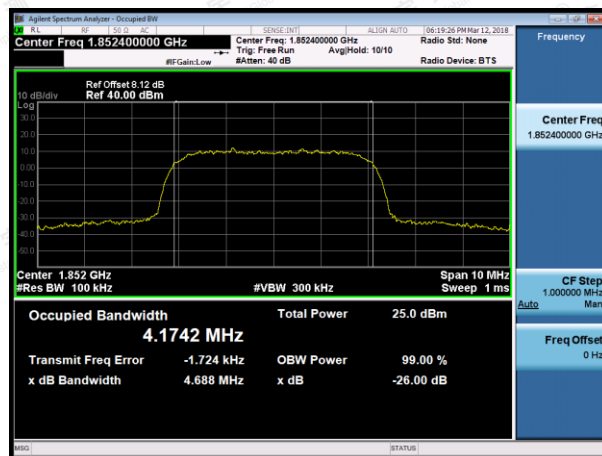 Agilent Spectrum Analyzer - Occupied BW
RL RF 50 Ω AC SENSE:INT ALIGN AUTO 06:19:26 PM Mar 12, 2018
Center Freq 1.852400000 GHz Center Freq: 1.852400000 GHz Radio Std: None Frequency
Trig: Free Run Avg|Hold: 10/10
#IFGain:Low #Atten: 40 dB Radio Device: BTS
Ref Offset 8.12 dB
10 dB/div Ref 40.00 dBm
Log
30.0
20.0
10.0
0.00
-10.0
-20.0
-30.0
-40.0
-50.0
Center Freq
1.852400000 GHz
Center 1.852 GHz Span 10 MHz
#Res BW 100 kHz #VBW 300 kHz Sweep 1 ms
CF Step
1.000000 MHz
Auto Man
Occupied Bandwidth Total Power 25.0 dBm
4.1742 MHz
Transmit Freq Error -1.724 kHz OBW Power 99.00 %
x dB Bandwidth 4.688 MHz x dB -26.00 dB
Freq Offset
0 Hz
MSG STATUS